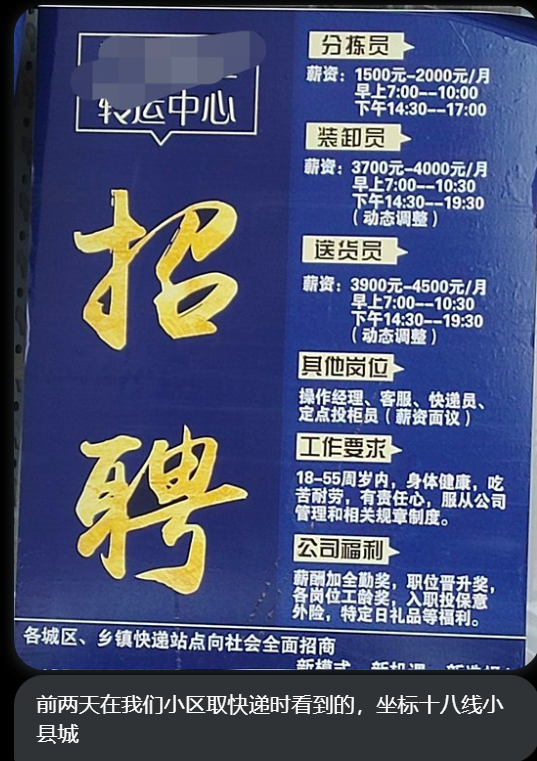 转运中心
招
聘
分拣员
薪资：1500元-2000元/月
早上7:00--10:00
下午14:30--17:00
装卸员
薪资：3700元-4000元/月
早上7:00--10:30
下午14:30--19:30
（动态调整）
送货员
薪资：3900元-4500元/月
早上7:00--10:30
下午14:30--19:30
（动态调整）
其他岗位
操作经理、客服、快递员、
定点投柜员（薪资面议）
工作要求
18-55周岁内，身体健康，吃
苦耐劳，有责任心，服从公司
管理和相关规章制度。
公司福利
薪酬加全勤奖，职位晋升奖，
各岗位工龄奖，入职投保意
外险，特定日礼品等福利。
各城区、乡镇快递站点向社会全面招商
前两天在我们小区取快递时看到的，坐标十八线小
县城